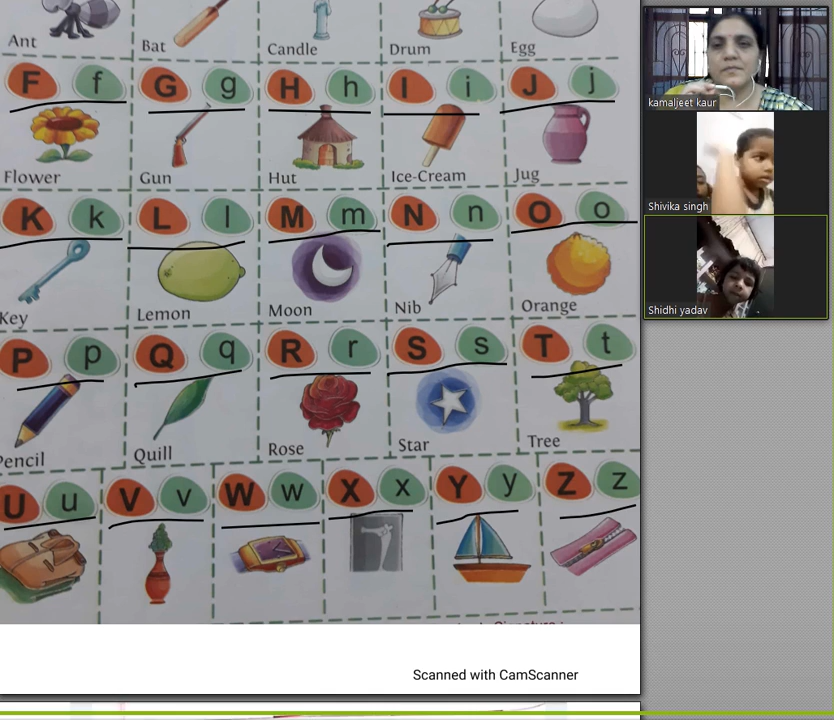 Ant Bat Candle Drum Egg
F f G g H h I i J j
Flower Gun Hut Ice-Cream Jug
K k L l M m N n O o
Key Lemon Moon Nib Orange
P p Q q R r S s T t
Pencil Quill Rose Star Tree
U u V v W w X x Y y Z z
Scanned with CamScanner
kamaljeet kaur
Shivika singh
Shidhi yadav